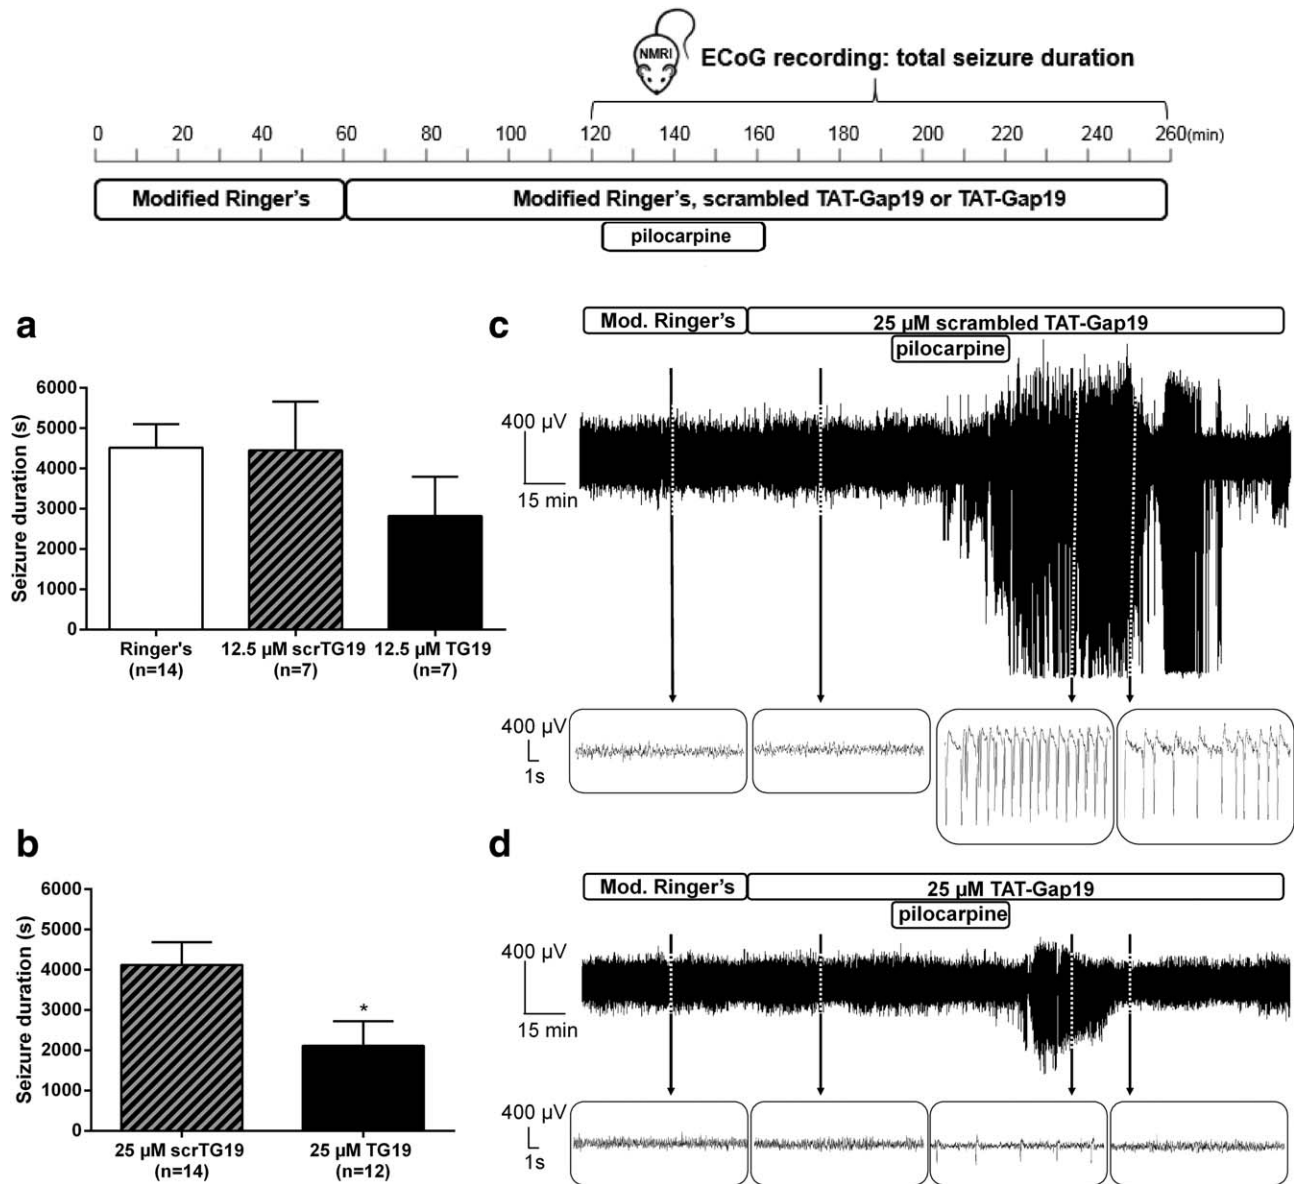 NMRI
ECoG recording: total seizure duration
0 20 40 60 80 100 120 140 160 180 200 220 240 260(min)
Modified Ringer's
Modified Ringer's, scrambled TAT-Gap19 or TAT-Gap19
pilocarpine
a
Seizure duration (s)
6000
5000
4000
3000
2000
1000
0
Ringer's
(n=14)
12.5 µM scrTG19
(n=7)
12.5 µM TG19
(n=7)
b
Seizure duration (s)
6000
5000
4000
3000
2000
1000
0
*
25 µM scrTG19
(n=14)
25 µM TG19
(n=12)
c
Mod. Ringer's
25 µM scrambled TAT-Gap19
pilocarpine
400 µV
15 min
400 µV
1s
d
Mod. Ringer's
25 µM TAT-Gap19
pilocarpine
400 µV
15 min
400 µV
1s